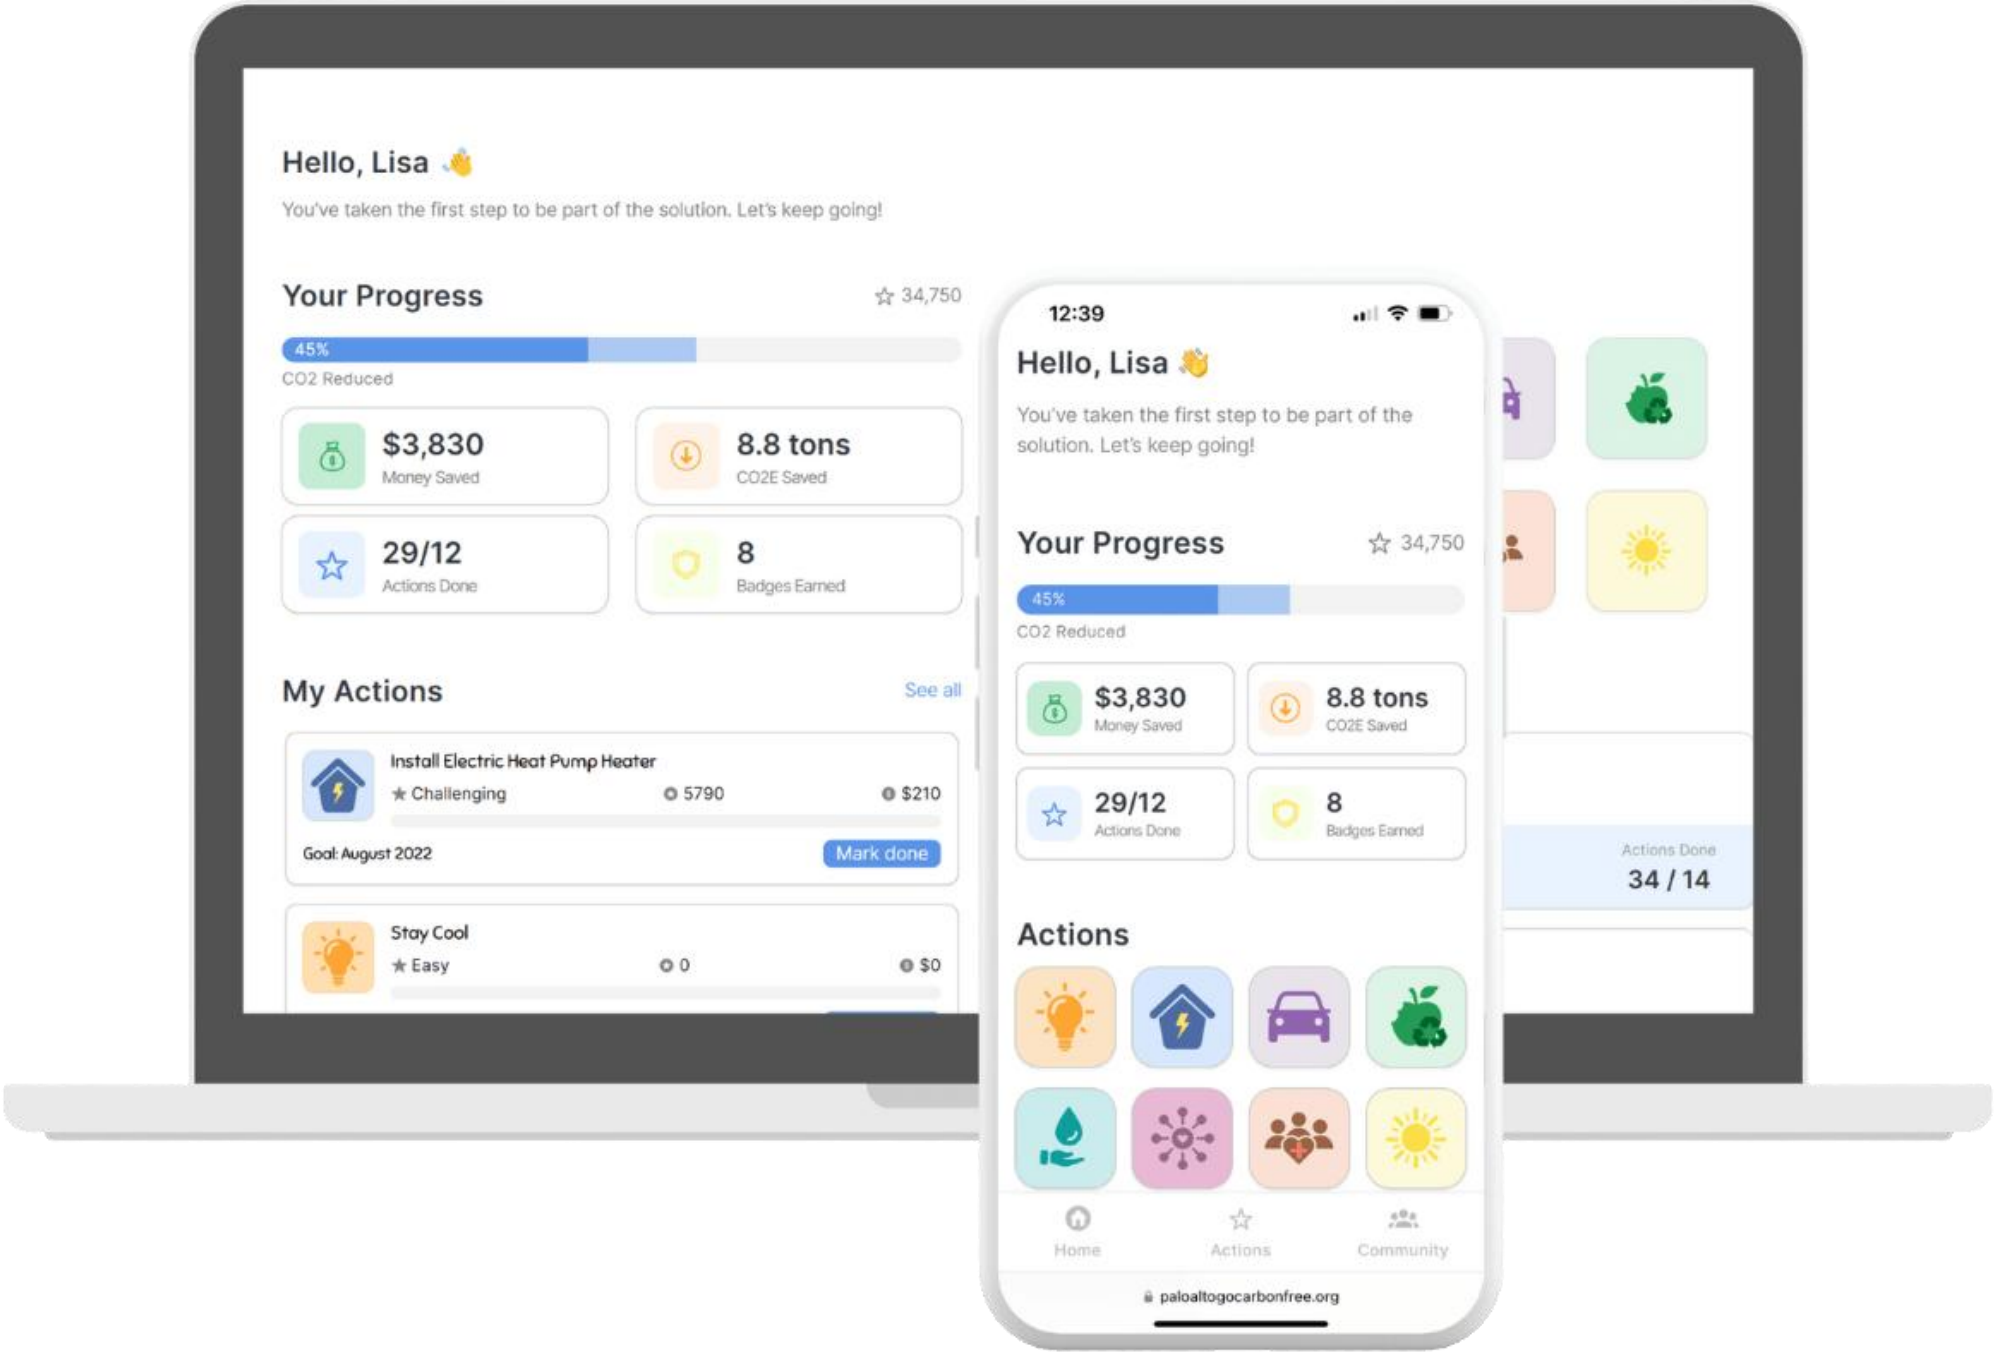 Hello, Lisa 👋
You've taken the first step to be part of the solution. Let's keep going!
Your Progress
☆ 34,750
45%
CO2 Reduced
$3,830
Money Saved
8.8 tons
CO2E Saved
29/12
Actions Done
8
Badges Earned
My Actions
See all
Install Electric Heat Pump Heater
★ Challenging
5790
$210
Goal: August 2022
Mark done
Stay Cool
★ Easy
0
$0
12:39
Hello, Lisa 👋
You've taken the first step to be part of the
solution. Let's keep going!
Your Progress
☆ 34,750
45%
CO2 Reduced
$3,830
Money Saved
8.8 tons
CO2E Saved
29/12
Actions Done
8
Badges Earned
Actions
Home
Actions
Community
paloaltogocarbonfree.org
Actions Done
34 / 14